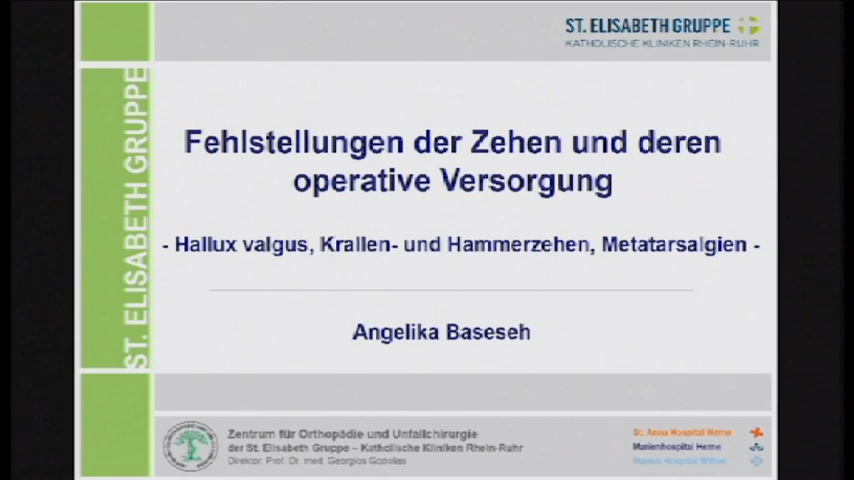 ST. ELISABETH GRUPPE
KATHOLISCHE KLINIKEN RHEIN-RUHR
ST. ELISABETH GRUPPE
Fehlstellungen der Zehen und deren
operative Versorgung
- Hallux valgus, Krallen- und Hammerzehen, Metatarsalgien -
Angelika Baseseh
Zentrum für Orthopädie und Unfallchirurgie
der St. Elisabeth Gruppe – Katholische Kliniken Rhein-Ruhr
Direktor: Prof. Dr. med. Georgios Godolias
St. Anna Hospital Herne
Marienhospital Herne
Marien Hospital Witten